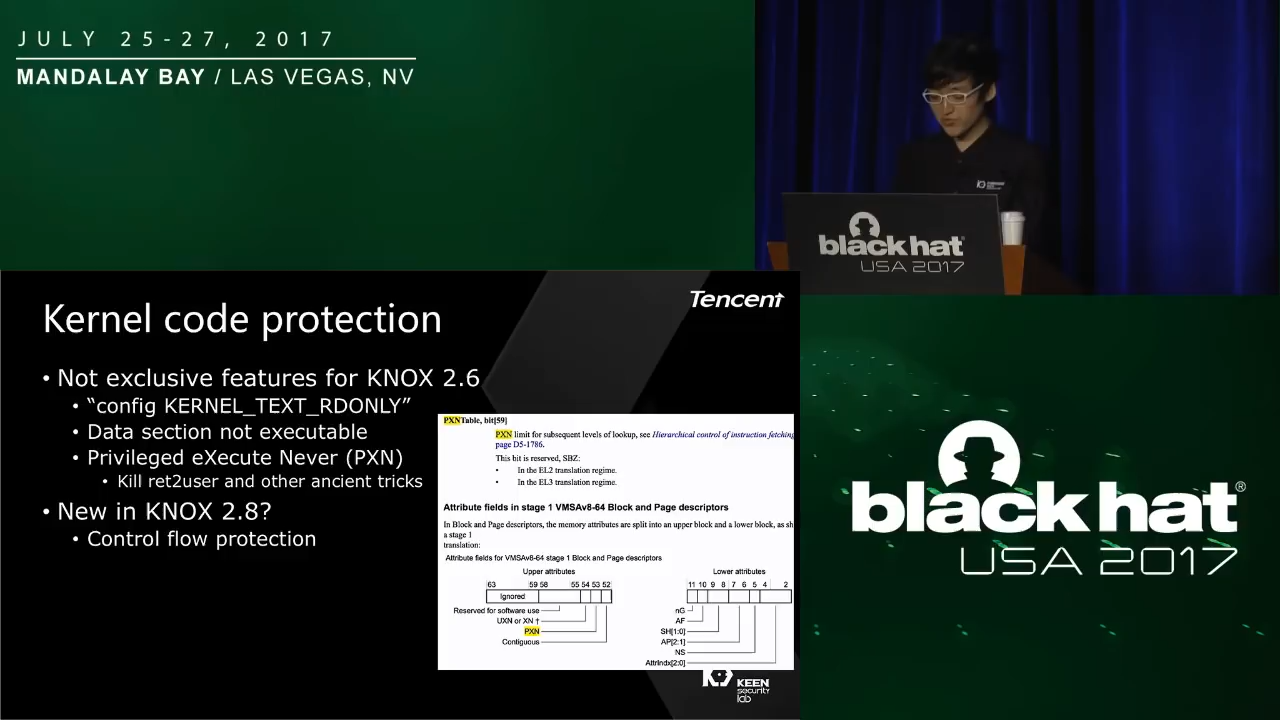 JULY 25-27, 2017
MANDALAY BAY / LAS VEGAS, NV
black hat
USA 2017
Tencent
Kernel code protection
• Not exclusive features for KNOX 2.6
• “config KERNEL_TEXT_RDONLY”
• Data section not executable
• Privileged eXecute Never (PXN)
• Kill ret2user and other ancient tricks
• New in KNOX 2.8?
• Control flow protection
PXNTable, bit[59]
PXN limit for subsequent levels of lookup, see Hierarchical control of instruction fetching
page D5-1786.
This bit is reserved, SBZ:
• In the EL2 translation regime.
• In the EL3 translation regime.
Attribute fields in stage 1 VMSAv8-64 Block and Page descriptors
In Block and Page descriptors, the memory attributes are split into an upper block and a lower block, as sh
a stage 1
translation:
Attribute fields for VMSAv8-64 stage 1 Block and Page descriptors
Upper attributes
63 59 58 55 54 53 52
Ignored
Reserved for software use
UXN or XN †
PXN
Contiguous
Lower attributes
11 10 9 8 7 6 5 4 2
nG
AF
SH[1:0]
AP[2:1]
NS
AttrIndx[2:0]
KEEN
security
lab
black hat®
USA 2017